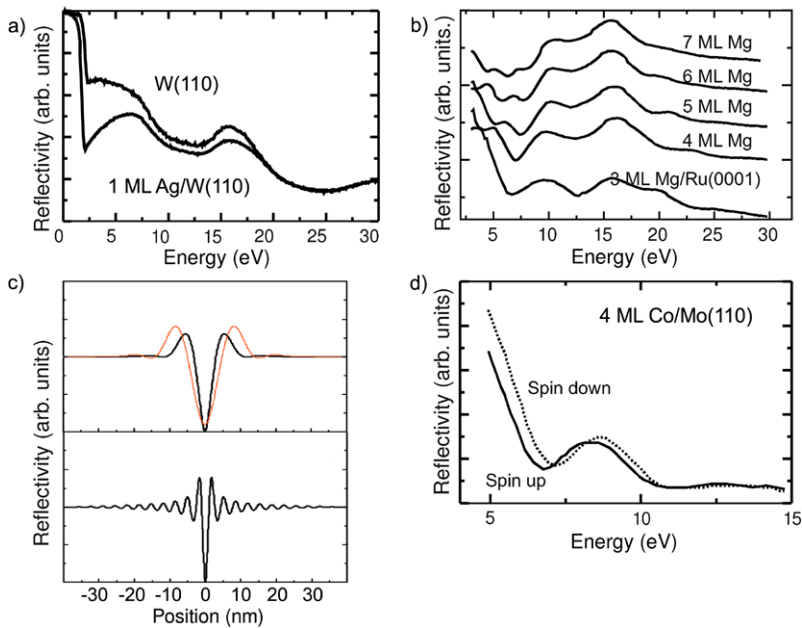 a)
Reflectivity (arb. units)
W(110)
1 ML Ag/W(110)
0 5 10 15 20 25 30
Energy (eV)
b)
Reflectivity (arb. units.)
7 ML Mg
6 ML Mg
5 ML Mg
4 ML Mg
3 ML Mg/Ru(0001)
5 10 15 20 25 30
Energy (eV)
c)
Reflectivity (arb. units)
-30 -20 -10 0 10 20 30
Position (nm)
d)
Reflectivity (arb. units)
4 ML Co/Mo(110)
Spin down
Spin up
5 10 15
Energy (eV)